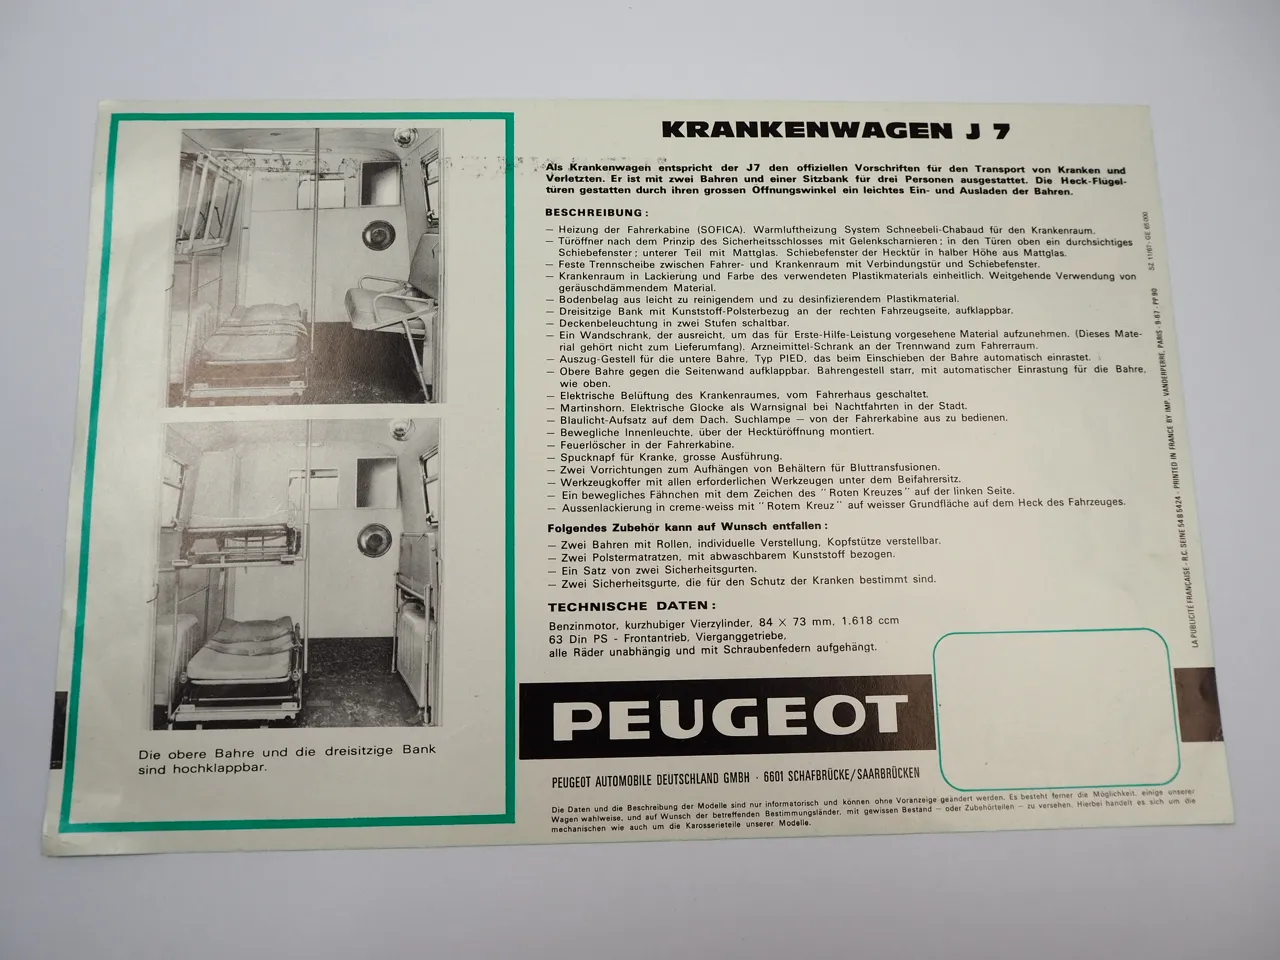 Die obere Bahre und die dreisitzige Bank
sind hochklappbar.
KRANKENWAGEN J 7
Als Krankenwagen entspricht der J7 den offiziellen Vorschriften für den Transport von Kranken und
Verletzten. Er ist mit zwei Bahren und einer Sitzbank für drei Personen ausgestattet. Die Heck-Flügel-
türen gestatten durch ihren grossen Öffnungswinkel ein leichtes Ein- und Ausladen der Bahren.
BESCHREIBUNG :
— Heizung der Fahrerkabine (SOFICA). Warmluftheizung System Schneebeli-Chabaud für den Krankenraum.
— Türöffner nach dem Prinzip des Sicherheitsschlosses mit Gelenkscharnieren ; in den Türen oben ein durchsichtiges
Schiebefenster ; unterer Teil mit Mattglas. Schiebefenster der Hecktür in halber Höhe aus Mattglas.
— Feste Trennscheibe zwischen Fahrer- und Krankenraum mit Verbindungstür und Schiebefenster.
— Krankenraum in Lackierung und Farbe des verwendeten Plastikmaterials einheitlich. Weitgehende Verwendung von
geräuschdämmendem Material.
— Bodenbelag aus leicht zu reinigendem und zu desinfizierendem Plastikmaterial.
— Dreisitzige Bank mit Kunststoff-Polsterbezug an der rechten Fahrzeugseite, aufklappbar.
— Deckenbeleuchtung in zwei Stufen schaltbar.
— Ein Wandschrank, der ausreicht, um das für Erste-Hilfe-Leistung vorgesehene Material aufzunehmen. (Dieses Mate-
rial gehört nicht zum Lieferumfang). Arzneimittel-Schrank an der Trennwand zum Fahrerraum.
— Auszug-Gestell für die untere Bahre, Typ PIED, das beim Einschieben der Bahre automatisch einrastet.
— Obere Bahre gegen die Seitenwand aufklappbar. Bahrengestell starr, mit automatischer Einrastung für die Bahre,
wie oben.
— Elektrische Belüftung des Krankenraumes, vom Fahrerhaus geschaltet.
— Martinshorn. Elektrische Glocke als Warnsignal bei Nachtfahrten in der Stadt.
— Blaulicht-Aufsatz auf dem Dach. Suchlampe — von der Fahrerkabine aus zu bedienen.
— Bewegliche Innenleuchte, über der Hecktüröffnung montiert.
— Feuerlöscher in der Fahrerkabine.
— Spucknapf für Kranke, grosse Ausführung.
— Zwei Vorrichtungen zum Aufhängen von Behältern für Bluttransfusionen.
— Werkzeugkoffer mit allen erforderlichen Werkzeugen unter dem Beifahrersitz.
— Ein bewegliches Fähnchen mit dem Zeichen des " Roten Kreuzes " auf der linken Seite.
— Aussenlackierung in creme-weiss mit " Rotem Kreuz " auf weisser Grundfläche auf dem Heck des Fahrzeuges.
Folgendes Zubehör kann auf Wunsch entfallen :
— Zwei Bahren mit Rollen, individuelle Verstellung, Kopfstütze verstellbar.
— Zwei Polstermatratzen, mit abwaschbarem Kunststoff bezogen.
— Ein Satz von zwei Sicherheitsgurten.
— Zwei Sicherheitsgurte, die für den Schutz der Kranken bestimmt sind.
TECHNISCHE DATEN :
Benzinmotor, kurzhubiger Vierzylinder, 84 × 73 mm, 1.618 ccm
63 Din PS - Frontantrieb, Vierganggetriebe,
alle Räder unabhängig und mit Schraubenfedern aufgehängt.
PEUGEOT
PEUGEOT AUTOMOBILE DEUTSCHLAND GMBH · 6601 SCHAFBRÜCKE/SAARBRÜCKEN
Die Daten und die Beschreibung der Modelle sind nur informatorisch und können ohne Voranzeige geändert werden. Es besteht ferner die Möglichkeit, einige unserer
Wagen wahlweise, und auf Wunsch der betreffenden Bestimmungsländer, mit gewissen Bestand — oder Zubehörteilen — zu versehen. Hierbei handelt es sich um die
mechanischen wie auch um die Karosserieteile unserer Modelle.
LA PUBLICITÉ FRANÇAISE - R.C. SEINE 54 B 5424 - PRINTED IN FRANCE BY IMP. VANDERPERRE, PARIS - 9-67 - PP 90
SZ 11/67 - GE 65 000